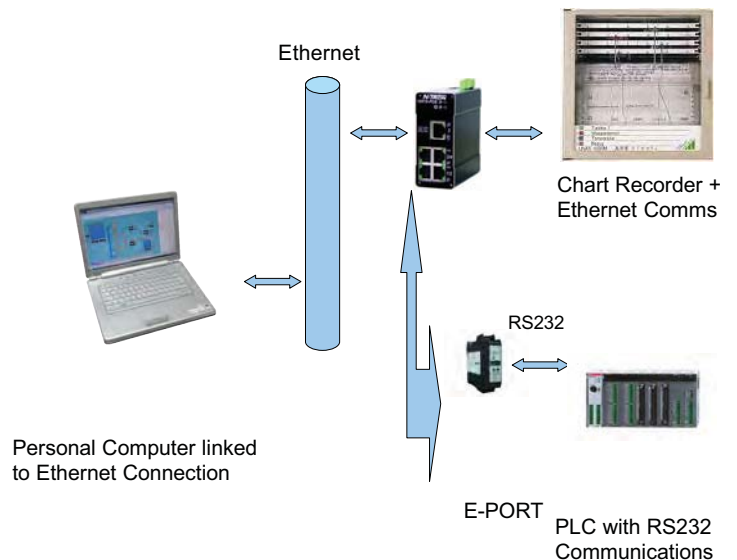 Ethernet
Chart Recorder +
Ethernet Comms
RS232
Personal Computer linked
to Ethernet Connection
E-PORT
PLC with RS232
Communications